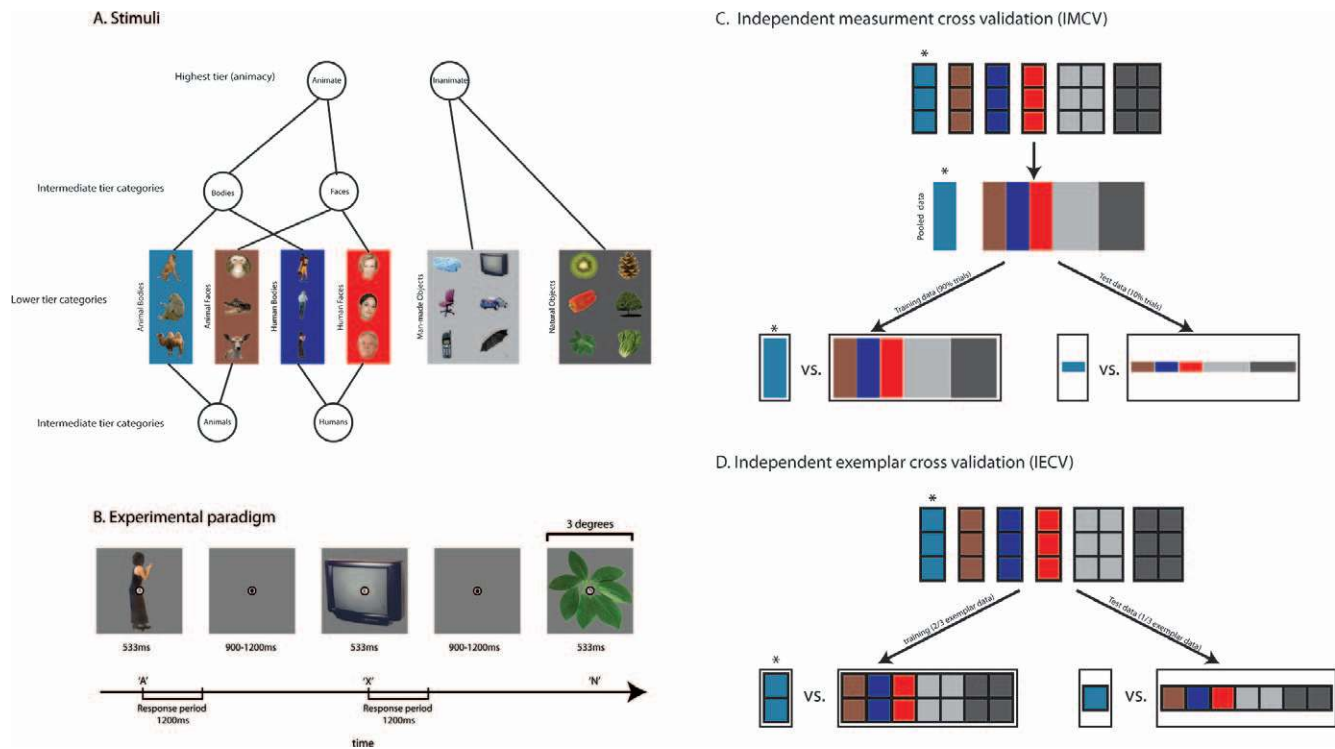 A. Stimuli
Highest tier (animacy)
Animate
Inanimate
Intermediate tier categories
Bodies
Faces
Lower tier categories
Animal Bodies
Animal Faces
Human Bodies
Human Faces
Man-made Objects
Natural Objects
Intermediate tier categories
Animals
Humans
B. Experimental paradigm
3 degrees
533ms
900-1200ms
533ms
900-1200ms
533ms
'A'
'X'
'N'
Response period
1200ms
Response period
1200ms
time
C. Independent measurment cross validation (IMCV)
*
*
Pooled data
Training data (90% trials)
Test data (10% trials)
*
vs.
vs.
D. Independent exemplar cross validation (IECV)
*
training (2/3 exemplar data)
Test data (1/3 exemplar data)
*
vs.
vs.